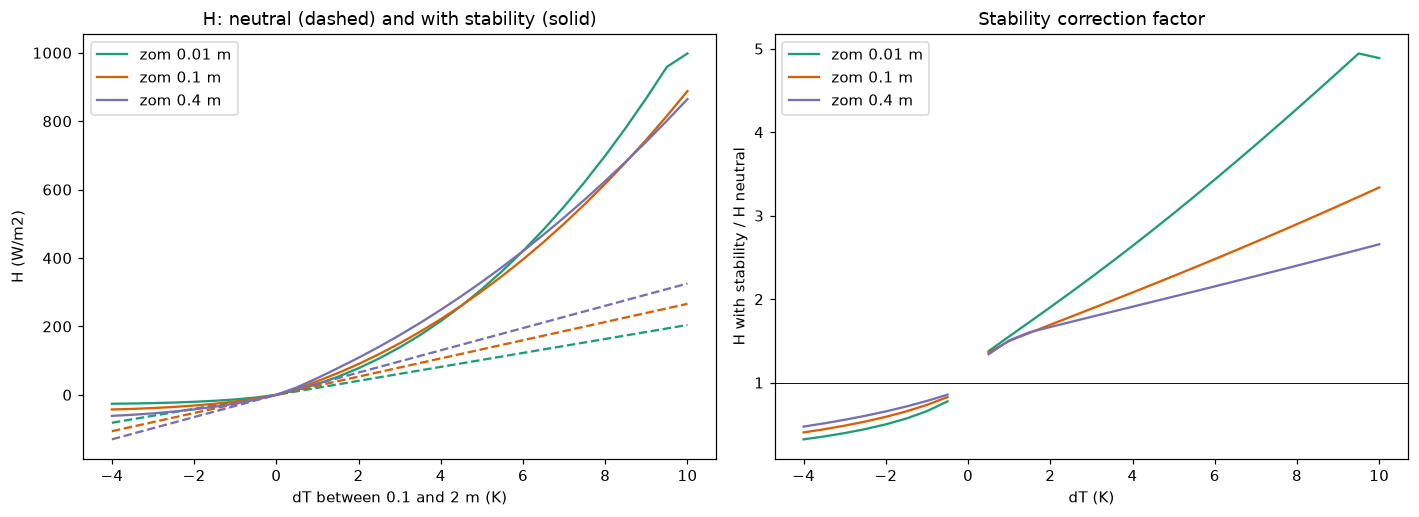 H: neutral (dashed) and with stability (solid)
zom 0.01 m
zom 0.1 m
zom 0.4 m
1000
800
600
400
200
0
H (W/m2)
−4
−2
0
2
4
6
8
10
dT between 0.1 and 2 m (K)
Stability correction factor
zom 0.01 m
zom 0.1 m
zom 0.4 m
5
4
3
2
1
H with stability / H neutral
−4
−2
0
2
4
6
8
10
dT (K)